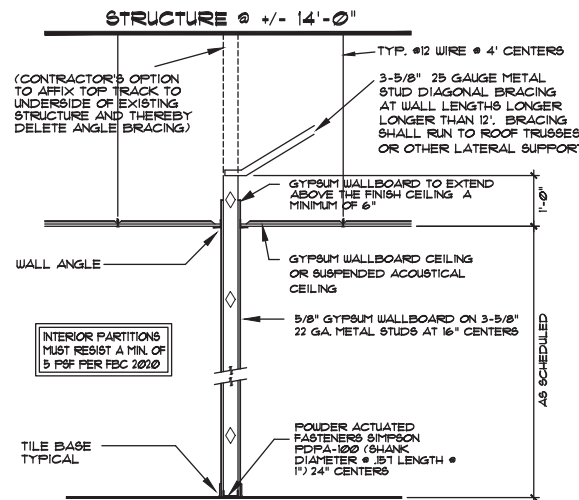 STRUCTURE @ +/- 14'-0"
TYP. #12 WIRE @ 4' CENTERS
(CONTRACTOR'S OPTION
TO AFFIX TOP TRACK TO
UNDERSIDE OF EXISTING
STRUCTURE AND THEREBY
DELETE ANGLE BRACING)
3-5/8" 25 GAUGE METAL
STUD DIAGONAL BRACING
AT WALL LENGTHS LONGER
LONGER THAN 12'. BRACING
SHALL RUN TO ROOF TRUSSES
OR OTHER LATERAL SUPPORT
GYPSUM WALLBOARD TO EXTEND
ABOVE THE FINISH CEILING A
MINIMUM OF 6"
1'-0"
WALL ANGLE
GYPSUM WALLBOARD CEILING
OR SUSPENDED ACOUSTICAL
CEILING
5/8" GYPSUM WALLBOARD ON 3-5/8"
22 GA. METAL STUDS AT 16" CENTERS
INTERIOR PARTITIONS
MUST RESIST A MIN. OF
5 PSF PER FBC 2020
AS SCHEDULED
POWDER ACTUATED
FASTENERS SIMPSON
PDPA-100 (SHANK
DIAMETER @ .157 LENGTH @
1") 24" CENTERS
TILE BASE
TYPICAL